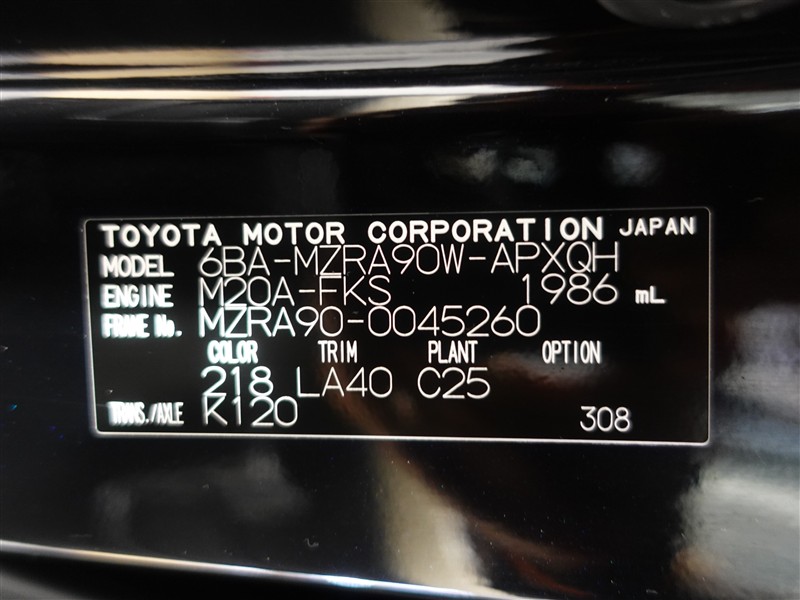 TOYOTA MOTOR CORPORATION JAPAN
MODEL 6BA-MZRA90W-APXQH
ENGINE M20A-FKS 1986 mL
FRAME No. MZRA90-0045260
COLOR TRIM PLANT OPTION
218 LA40 C25
TRANS./AXLE K120 308